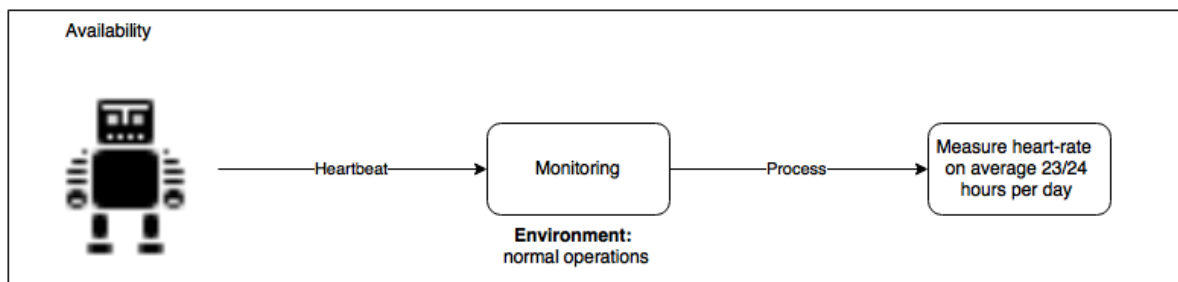 Availability
Heartbeat
Monitoring
Process
Measure heart-rate
on average 23/24
hours per day
Environment:
normal operations